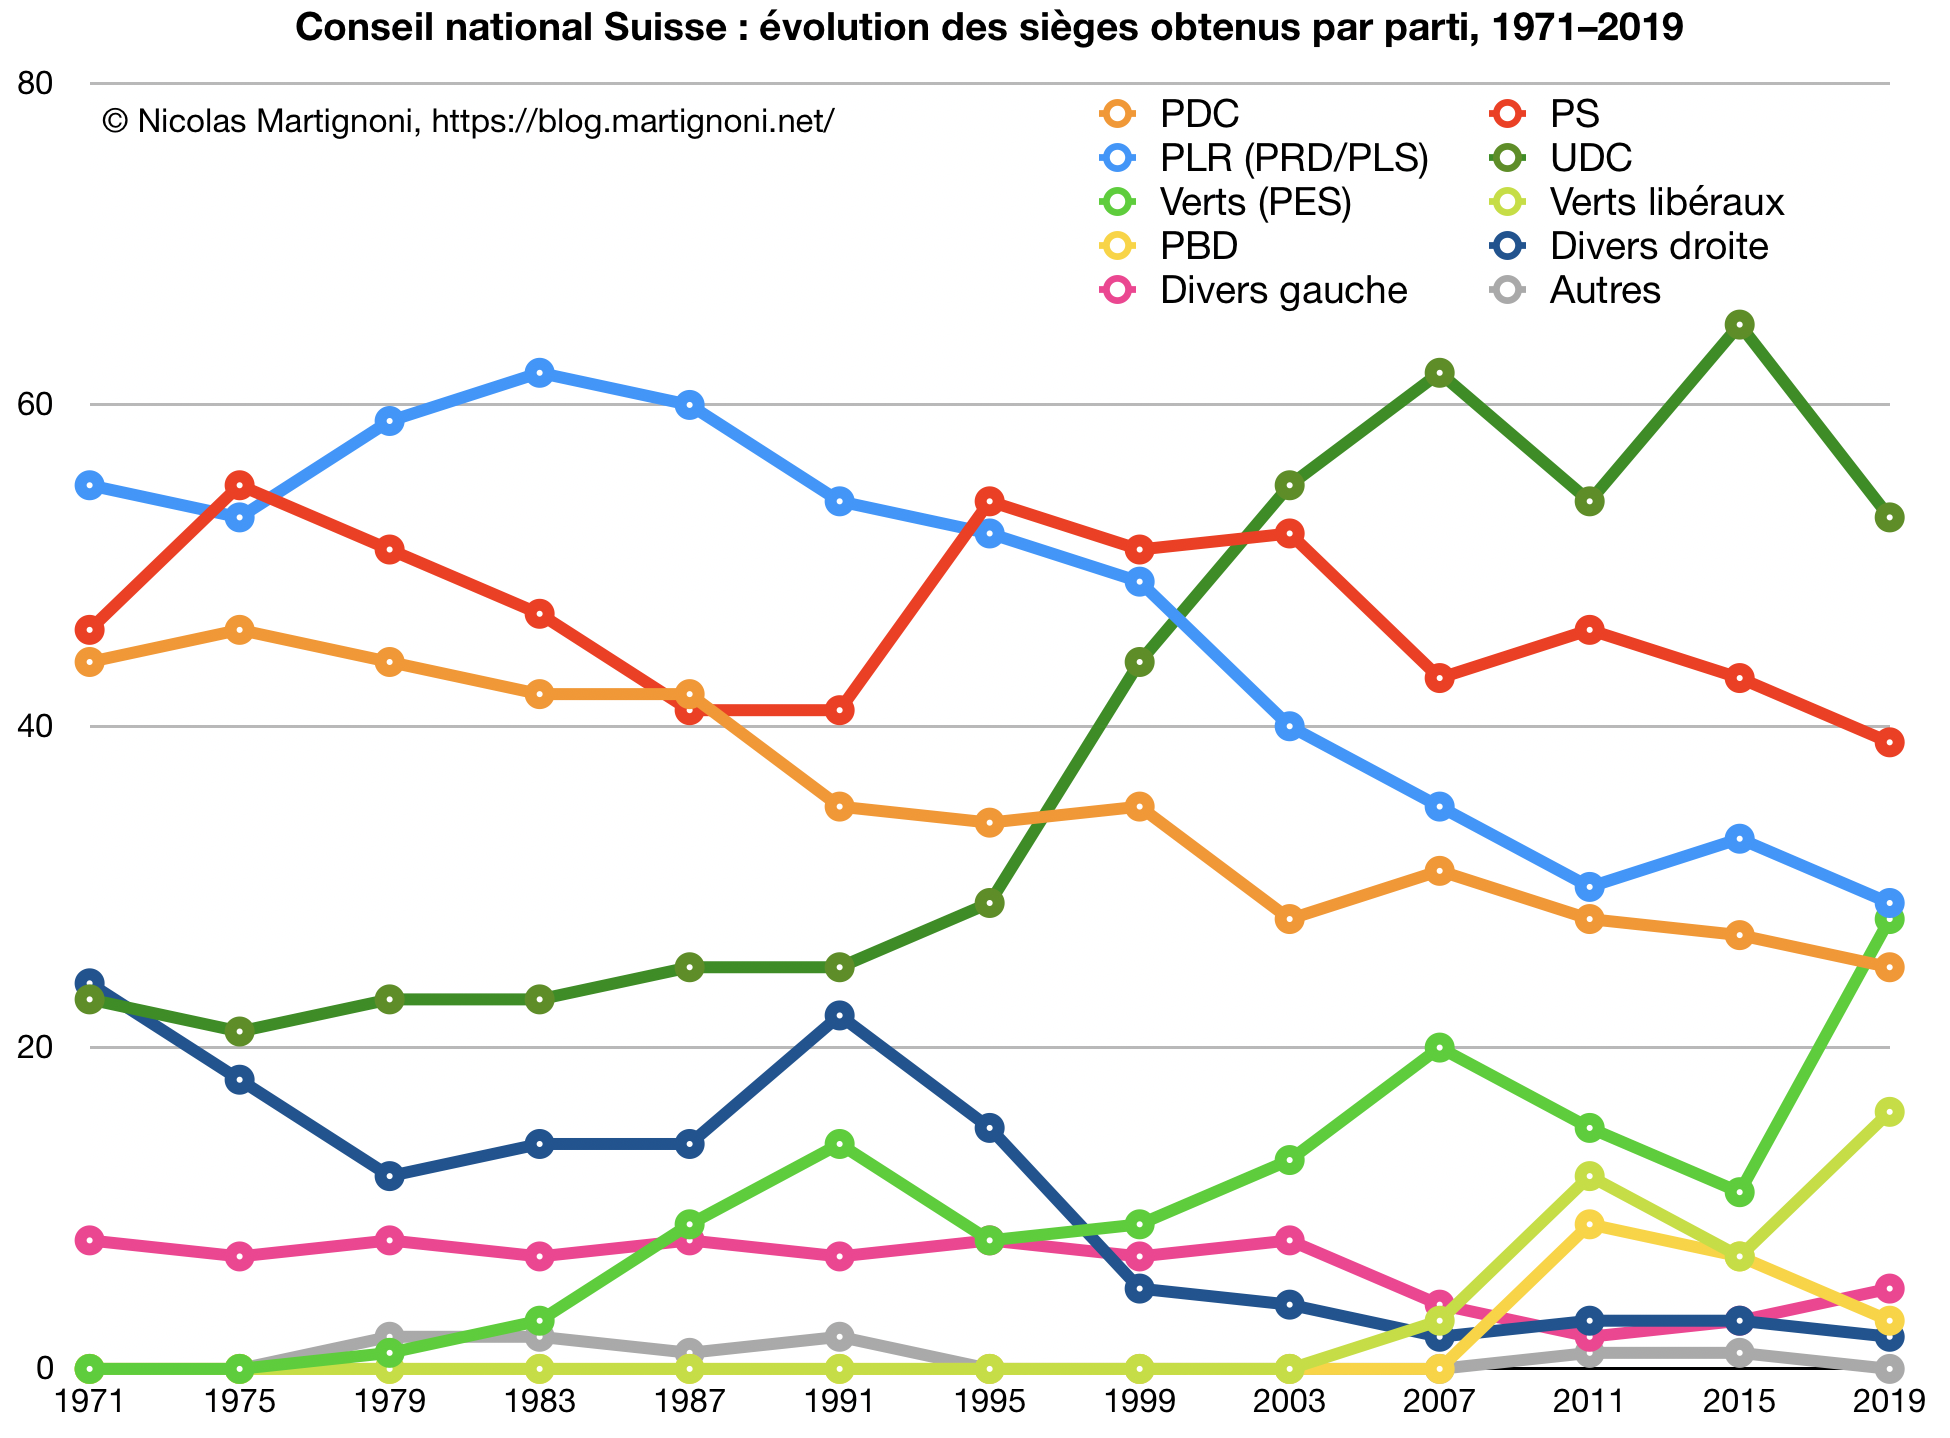 Conseil national Suisse : évolution des sièges obtenus par parti, 1971–2019
80
© Nicolas Martignoni, https://blog.martignoni.net/
PDC
PS
PLR (PRD/PLS)
UDC
Verts (PES)
Verts libéraux
PBD
Divers droite
Divers gauche
Autres
60
40
20
0
1971 1975 1979 1983 1987 1991 1995 1999 2003 2007 2011 2015 2019